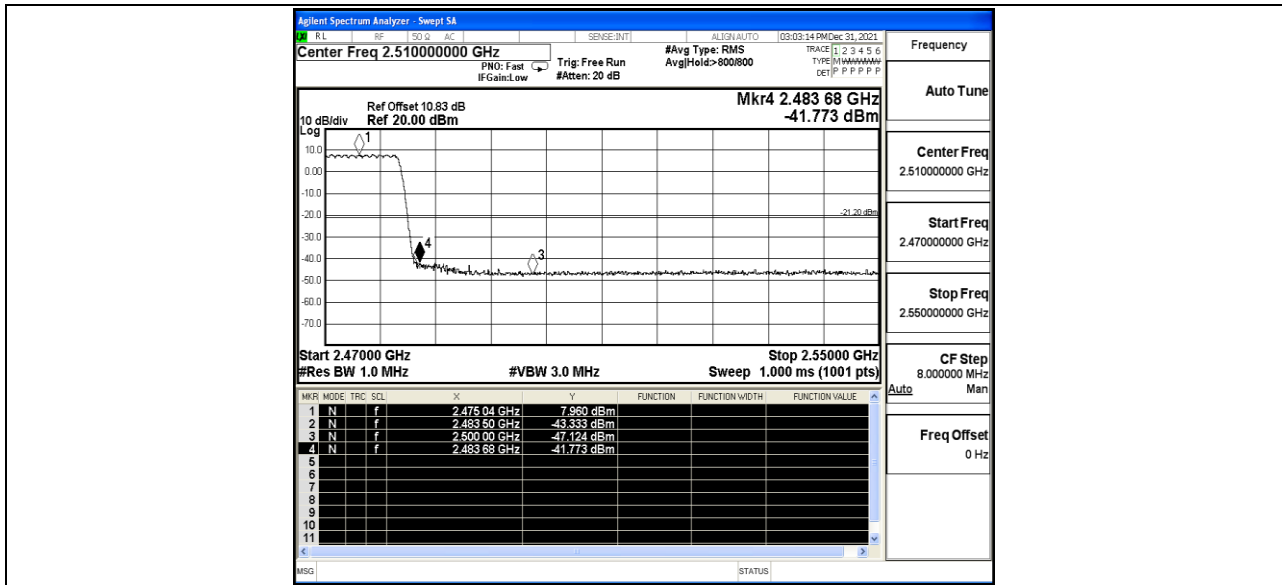 Agilent Spectrum Analyzer - Swept SA
RL RF 50 Ω AC SENSE:INT ALIGN AUTO 03:03:14 PM Dec 31, 2021
Center Freq 2.510000000 GHz
PNO: Fast
IFGain:Low
Trig: Free Run
#Atten: 20 dB
#Avg Type: RMS
Avg|Hold:>800/800
TRACE 1 2 3 4 5 6
TYPE M
DET P P P P P P
Frequency
Auto Tune
Center Freq
2.510000000 GHz
Start Freq
2.470000000 GHz
Stop Freq
2.550000000 GHz
CF Step
8.000000 MHz
Auto Man
Freq Offset
0 Hz
Ref Offset 10.83 dB
10 dB/div Ref 20.00 dBm
Log
Mkr4 2.483 68 GHz
-41.773 dBm
10.0
0.00
-10.0
-20.0
-30.0
-40.0
-50.0
-60.0
-70.0
1
-21.20 dBm
4
3
Start 2.47000 GHz Stop 2.55000 GHz
#Res BW 1.0 MHz #VBW 3.0 MHz Sweep 1.000 ms (1001 pts)
MKR MODE TRC SCL X Y FUNCTION FUNCTION WIDTH FUNCTION VALUE
1 N f 2.475 04 GHz 7.960 dBm
2 N f 2.483 50 GHz -43.333 dBm
3 N f 2.500 00 GHz -47.124 dBm
4 N f 2.483 68 GHz -41.773 dBm
5
6
7
8
9
10
11
MSG STATUS